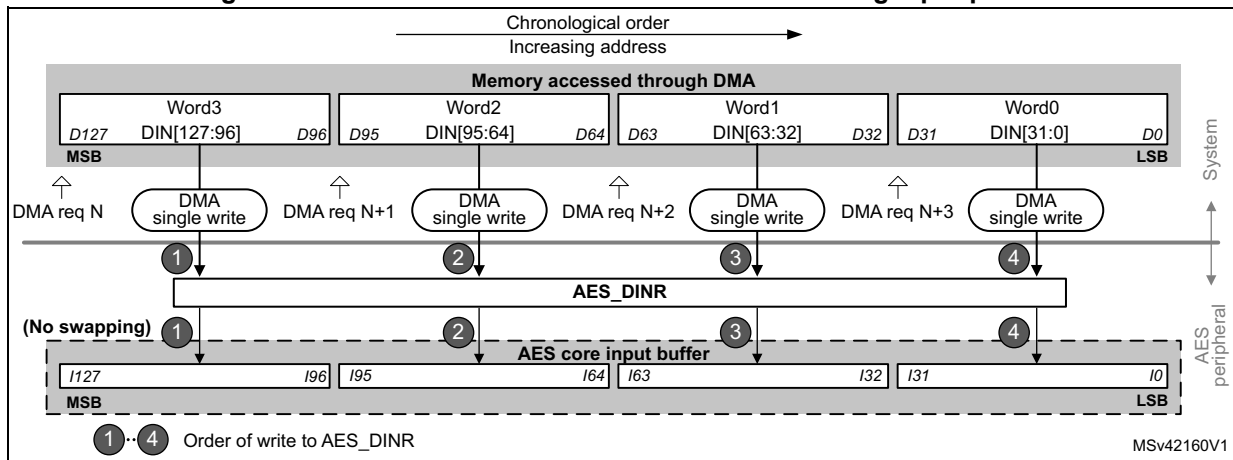 Chronological order
Increasing address
Memory accessed through DMA
Word3 Word2 Word1 Word0
D127 DIN[127:96] D96 D95 DIN[95:64] D64 D63 DIN[63:32] D32 D31 DIN[31:0] D0
MSB LSB
System
DMA req N DMA single write DMA req N+1 DMA single write DMA req N+2 DMA single write DMA req N+3 DMA single write
1 2 3 4
AES_DINR
(No swapping) 1 2 3 4
AES peripheral
AES core input buffer
I127 I96 I95 I64 I63 I32 I31 I0
MSB LSB
1··4 Order of write to AES_DINR
MSv42160V1